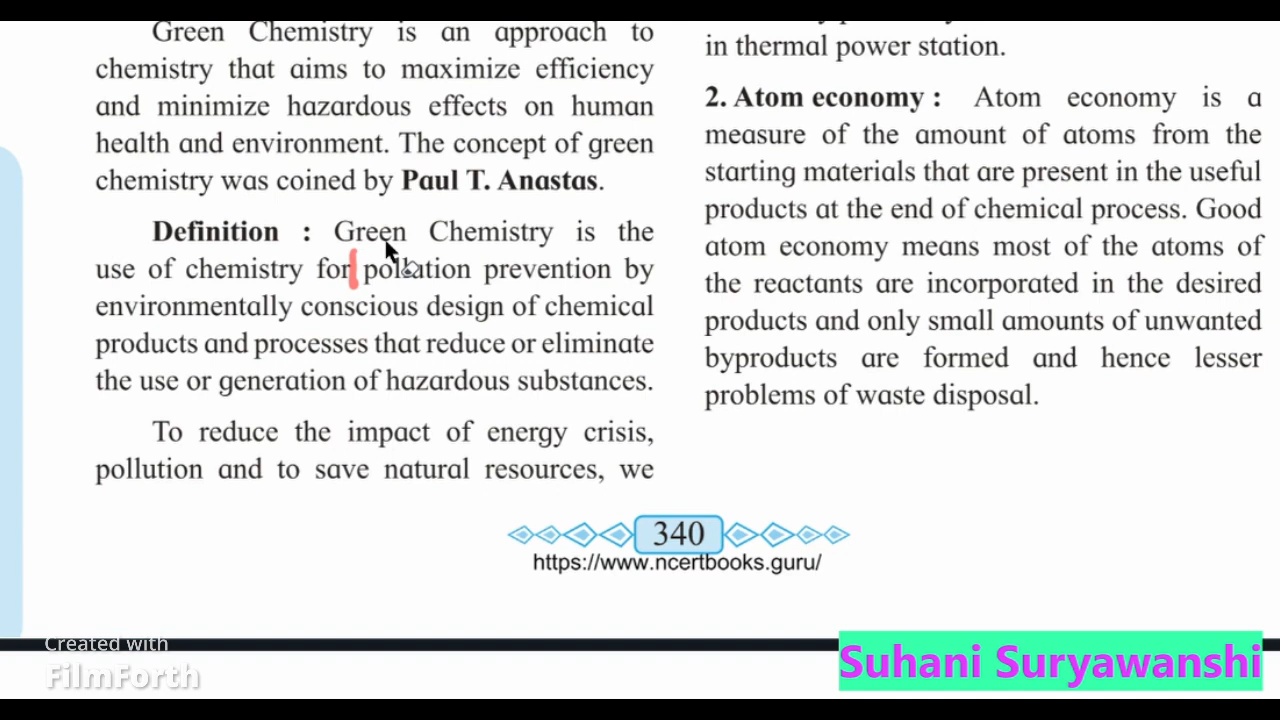 Green Chemistry is an approach to
chemistry that aims to maximize efficiency
and minimize hazardous effects on human
health and environment. The concept of green
chemistry was coined by Paul T. Anastas.
Definition : Green Chemistry is the
use of chemistry for pollution prevention by
environmentally conscious design of chemical
products and processes that reduce or eliminate
the use or generation of hazardous substances.
To reduce the impact of energy crisis,
pollution and to save natural resources, we
in thermal power station.
2. Atom economy : Atom economy is a
measure of the amount of atoms from the
starting materials that are present in the useful
products at the end of chemical process. Good
atom economy means most of the atoms of
the reactants are incorporated in the desired
products and only small amounts of unwanted
byproducts are formed and hence lesser
problems of waste disposal.
340
https://www.ncertbooks.guru/
Created with
FilmForth
Suhani Suryawanshi